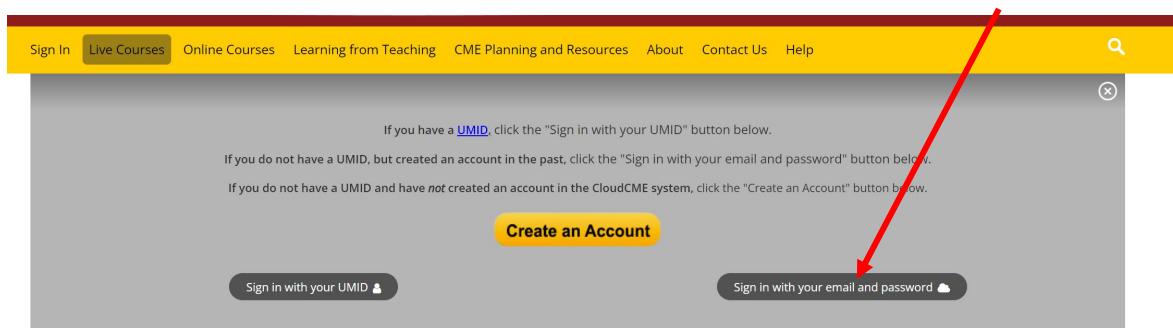 Sign In Live Courses Online Courses Learning from Teaching CME Planning and Resources About Contact Us Help
If you have a UMID, click the "Sign in with your UMID" button below.
If you do not have a UMID, but created an account in the past, click the "Sign in with your email and password" button below.
If you do not have a UMID and have not created an account in the CloudCME system, click the "Create an Account" button below.
Create an Account
Sign in with your UMID
Sign in with your email and password